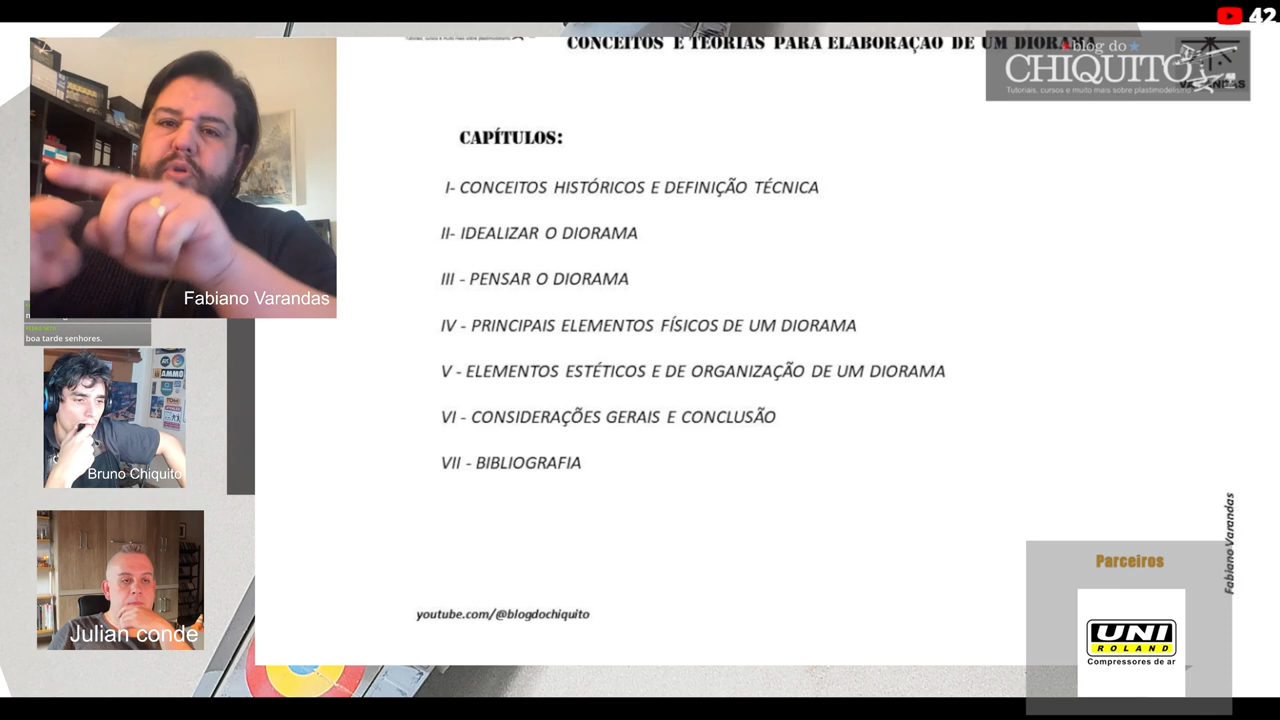 42
CONCEITOS E TEORIAS PARA ELABORAÇÃO DE UM DIORAMA
blog do
CHIQUITO
Tutoriais, cursos e muito mais sobre plastimodelismo
VARANDAS
CAPÍTULOS:
I- CONCEITOS HISTÓRICOS E DEFINIÇÃO TÉCNICA
II- IDEALIZAR O DIORAMA
III - PENSAR O DIORAMA
IV - PRINCIPAIS ELEMENTOS FÍSICOS DE UM DIORAMA
V - ELEMENTOS ESTÉTICOS E DE ORGANIZAÇÃO DE UM DIORAMA
VI - CONSIDERAÇÕES GERAIS E CONCLUSÃO
VII - BIBLIOGRAFIA
Fabiano Varandas
boa tarde senhores.
AMMO
Bruno Chiquito
Julian conde
youtube.com/@blogdochiquito
Fabiano Varandas
Parceiros
UNI
ROLAND
Compressores de ar